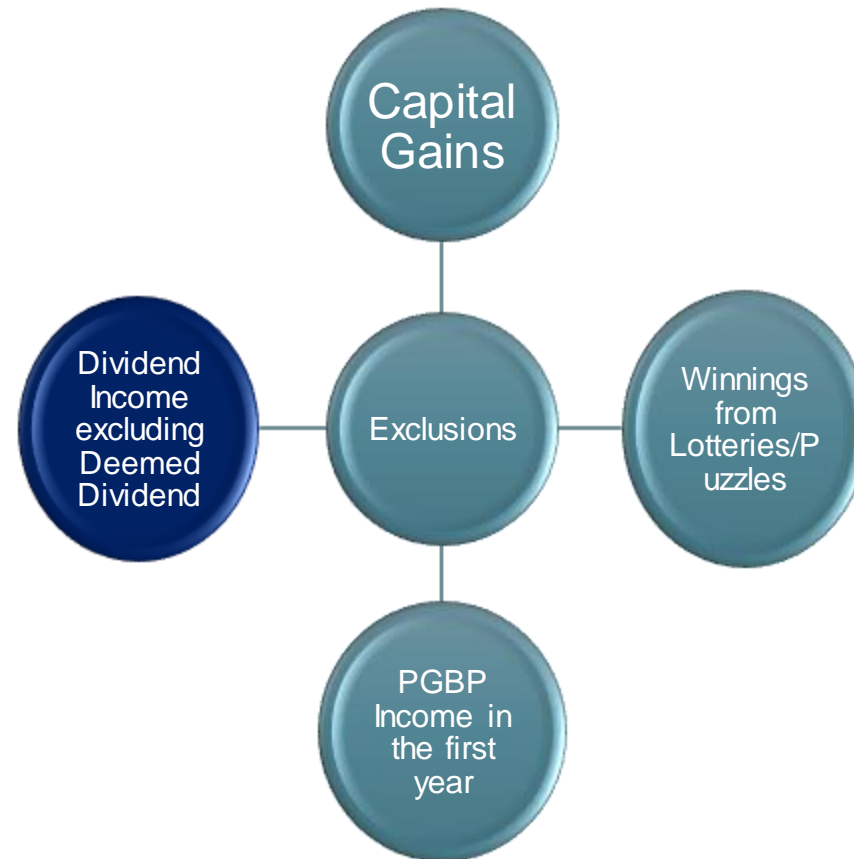 Capital
Gains
Dividend
Income
excluding
Deemed
Dividend
Exclusions
Winnings
from
Lotteries/P
uzzles
PGBP
Income in
the first
year